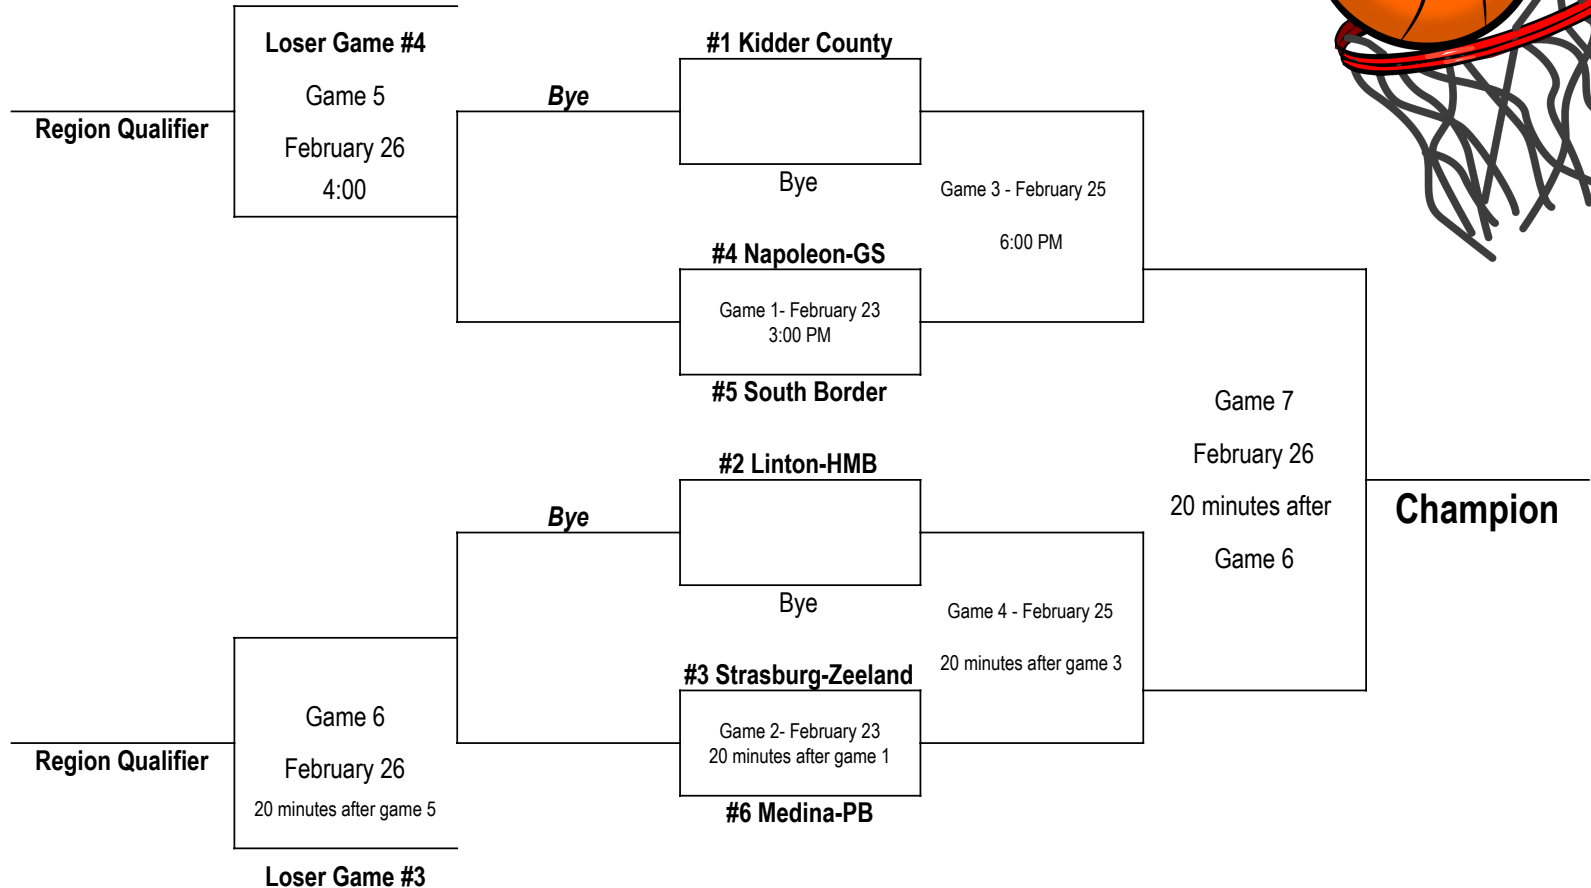 Loser Game #4
Game 5
February 26
4:00
Region Qualifier
Bye
#1 Kidder County
Bye
Game 3 - February 25
6:00 PM
#4 Napoleon-GS
Game 1- February 23
3:00 PM
#5 South Border
Game 7
February 26
20 minutes after
Game 6
Champion
#2 Linton-HMB
Bye
Bye
Game 4 - February 25
20 minutes after game 3
#3 Strasburg-Zeeland
Game 2- February 23
20 minutes after game 1
#6 Medina-PB
Game 6
February 26
20 minutes after game 5
Region Qualifier
Loser Game #3